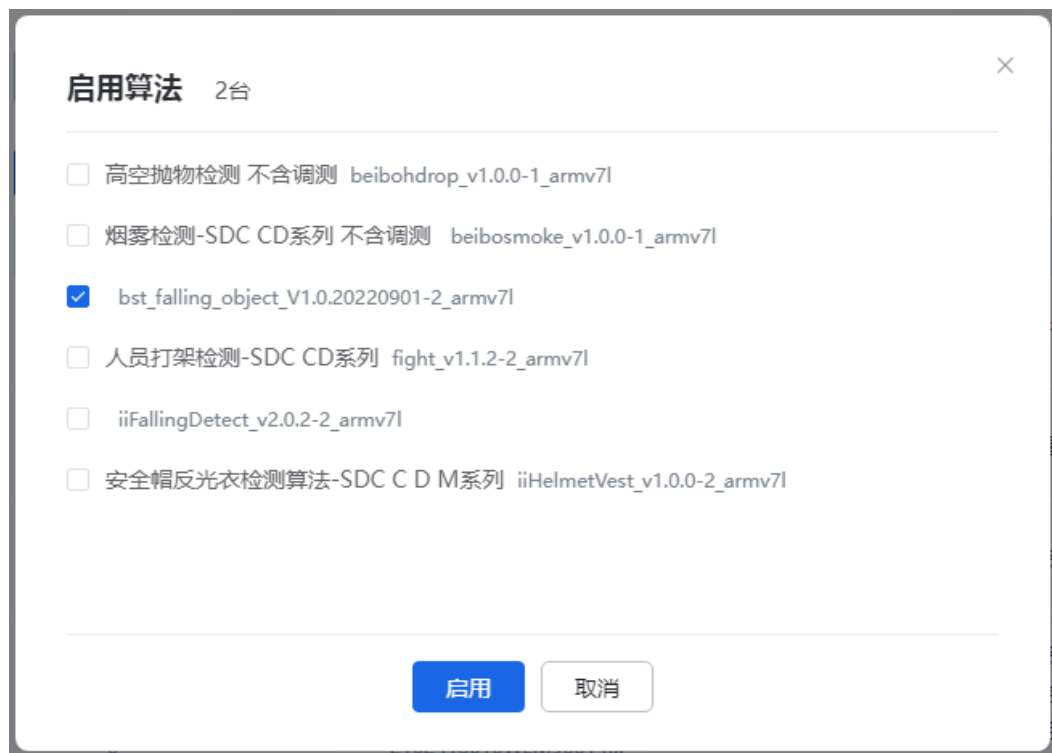 启用算法 2台
高空抛物检测 不含调测 beibohdrop_v1.0.0-1_armv7l
烟雾检测-SDC CD系列 不含调测 beibosmoke_v1.0.0-1_armv7l
bst_falling_object_V1.0.20220901-2_armv7l
人员打架检测-SDC CD系列 fight_v1.1.2-2_armv7l
iiFallingDetect_v2.0.2-2_armv7l
安全帽反光衣检测算法-SDC C D M系列 iiHelmetVest_v1.0.0-2_armv7l
启用 取消